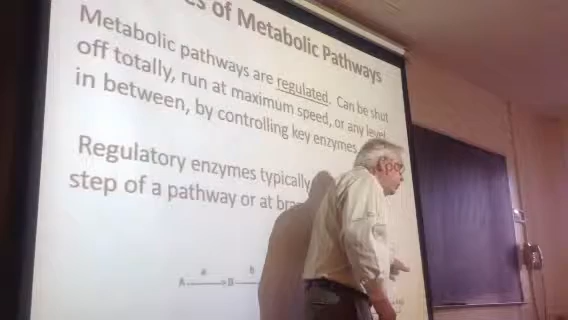 es of Metabolic Pathways
Metabolic pathways are regulated. Can be shut
off totally, run at maximum speed, or any level
in between, by controlling key enzymes.
Regulatory enzymes typically
step of a pathway or at
a b
A B